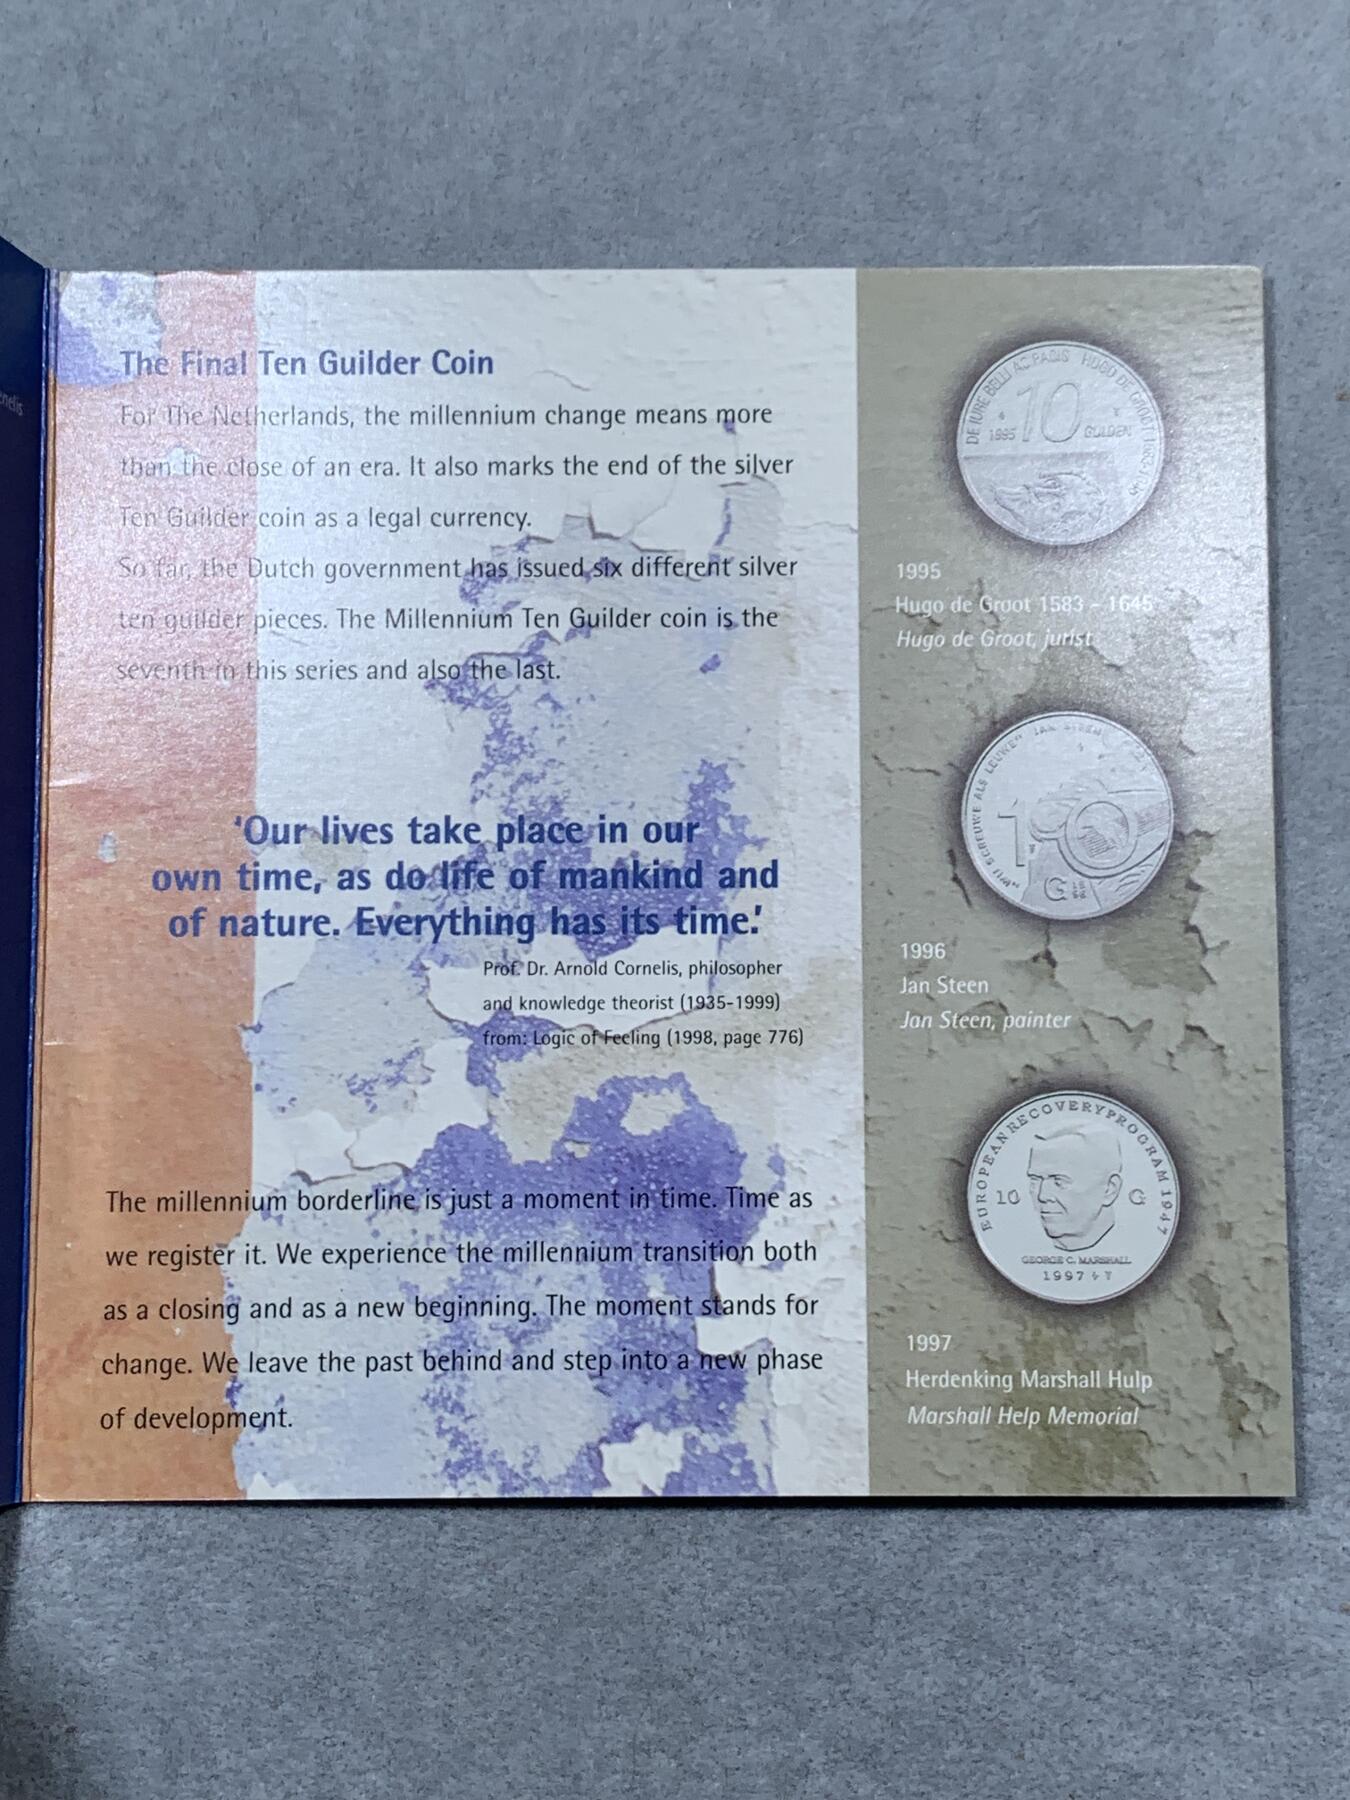 The Final Ten Guilder Coin
For The Netherlands, the millennium change means more
than the close of an era. It also marks the end of the silver
Ten Guilder coin as a legal currency.
So far, the Dutch government has issued six different silver
ten guilder pieces. The Millennium Ten Guilder coin is the
seventh in this series and also the last.
'Our lives take place in our
own time, as do life of mankind and
of nature. Everything has its time.'
Prof. Dr. Arnold Cornelis, philosopher
and knowledge theorist (1935-1999)
from: Logic of Feeling (1998, page 776)
The millennium borderline is just a moment in time. Time as
we register it. We experience the millennium transition both
as a closing and as a new beginning. The moment stands for
change. We leave the past behind and step into a new phase
of development.
DE IURE BELLI AC PACIS HUGO DE GROOT 1583-1645
1995 10 GULDEN
1995
Hugo de Groot 1583 - 1645
Hugo de Groot, jurist
ALS LEUKE" JAN STEEN
1
G
1996
Jan Steen
Jan Steen, painter
EUROPEAN RECOVERY PROGRAM 1947
10 G
GEORGE C. MARSHALL
1997
1997
Herdenking Marshall Hulp
Marshall Help Memorial